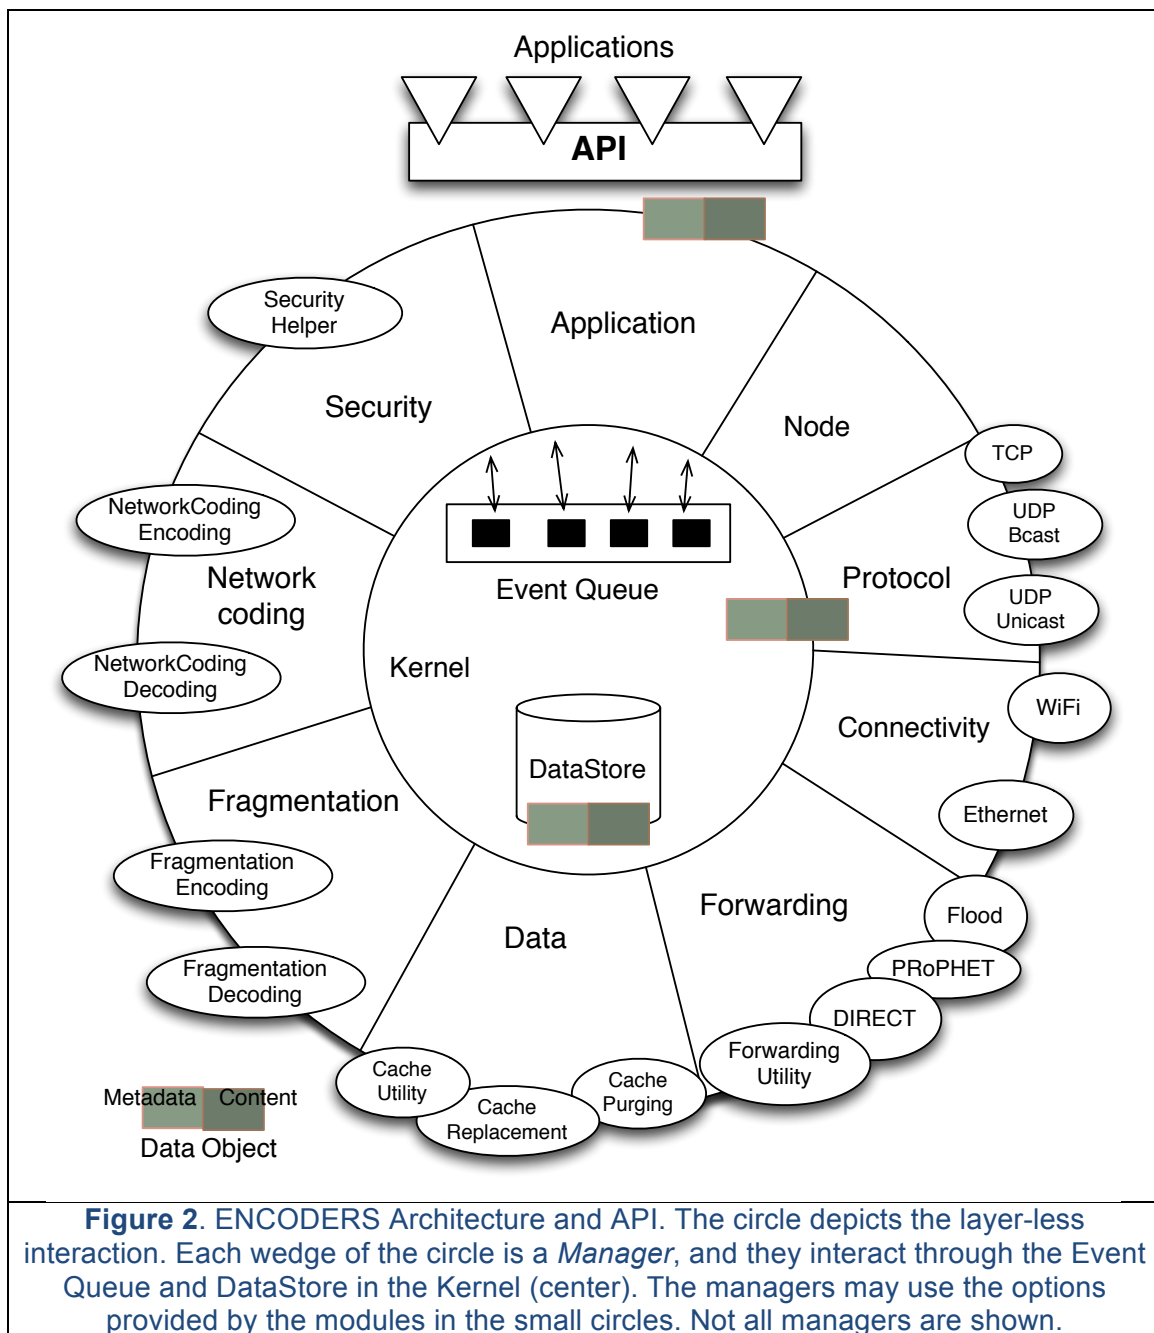 Applications
API
Security
Helper
Application
Security
Node
TCP
NetworkCoding
Encoding
UDP
Bcast
Event Queue
Network
coding
Protocol
UDP
Unicast
NetworkCoding
Decoding
Kernel
WiFi
Connectivity
DataStore
Fragmentation
Ethernet
Fragmentation
Encoding
Forwarding
Flood
Data
PRoPHET
Fragmentation
Decoding
DIRECT
Forwarding
Utility
Cache
Utility
Cache
Purging
Cache
Replacement
Metadata Content
Data Object
Figure 2. ENCODERS Architecture and API. The circle depicts the layer-less
interaction. Each wedge of the circle is a Manager, and they interact through the Event
Queue and DataStore in the Kernel (center). The managers may use the options
provided by the modules in the small circles. Not all managers are shown.